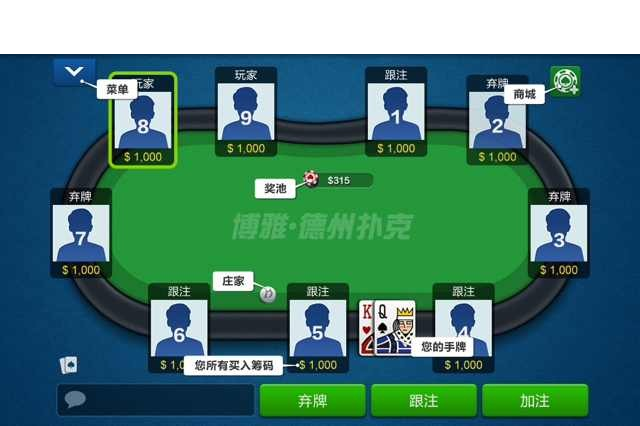 玩家
8
$ 1,000
菜单
玩家
9
$ 1,000
跟注
1
$ 1,000
弃牌
2
$ 1,000
商城
弃牌
7
$ 1,000
奖池
$315
博雅·德州扑克
弃牌
3
$ 1,000
庄家
跟注
6
跟注
5
$ 1,000
K
Q
跟注
4
$ 1,000
您的手牌
您所有买入筹码
弃牌
跟注
加注